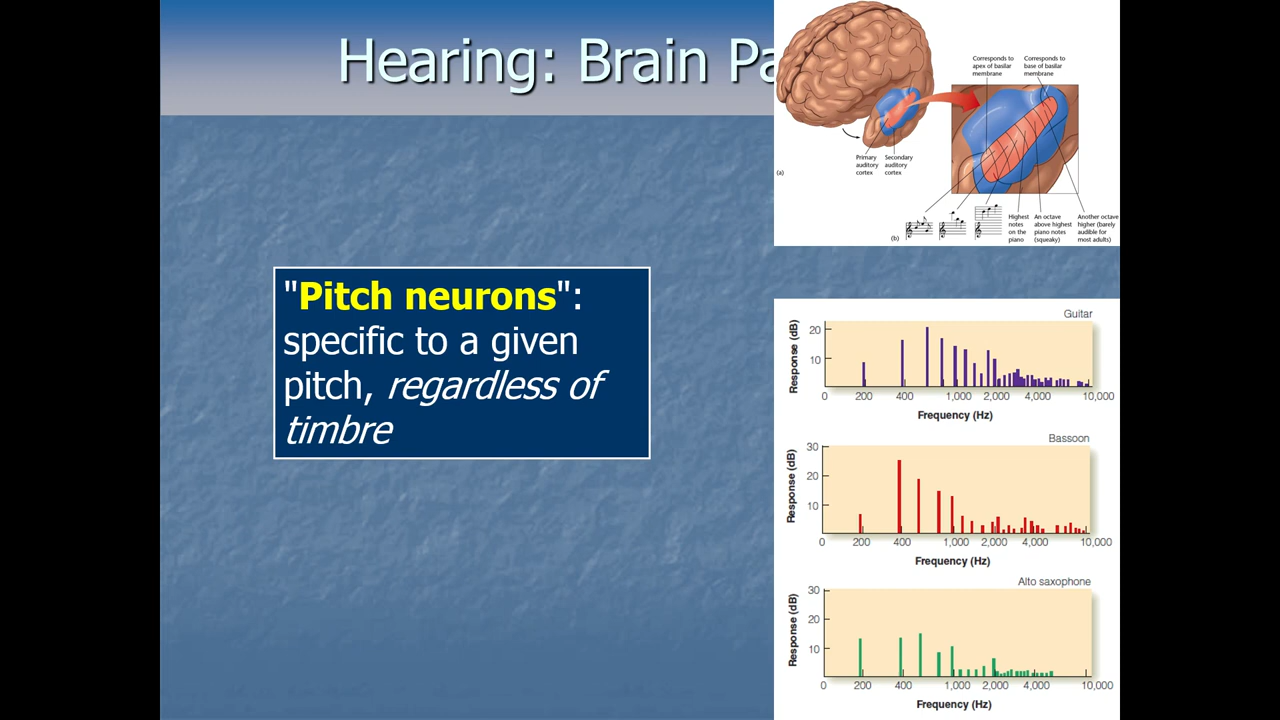 Hearing: Brain Pa
Corresponds to
apex of basilar
membrane
Corresponds to
base of basilar
membrane
Primary
auditory
cortex
Secondary
auditory
cortex
(a)
Highest
notes
on the
piano
An octave
above highest
piano notes
(squeaky)
Another octave
higher (barely
audible for
most adults)
(b)
"Pitch neurons":
specific to a given
pitch, regardless of
timbre
Guitar
Response (dB)
20
10
0 200 400 1,000 2,000 4,000 10,000
Frequency (Hz)
Bassoon
Response (dB)
30
20
10
0 200 400 1,000 2,000 4,000 10,000
Frequency (Hz)
Alto saxophone
Response (dB)
30
20
10
0 200 400 1,000 2,000 4,000 10,000
Frequency (Hz)